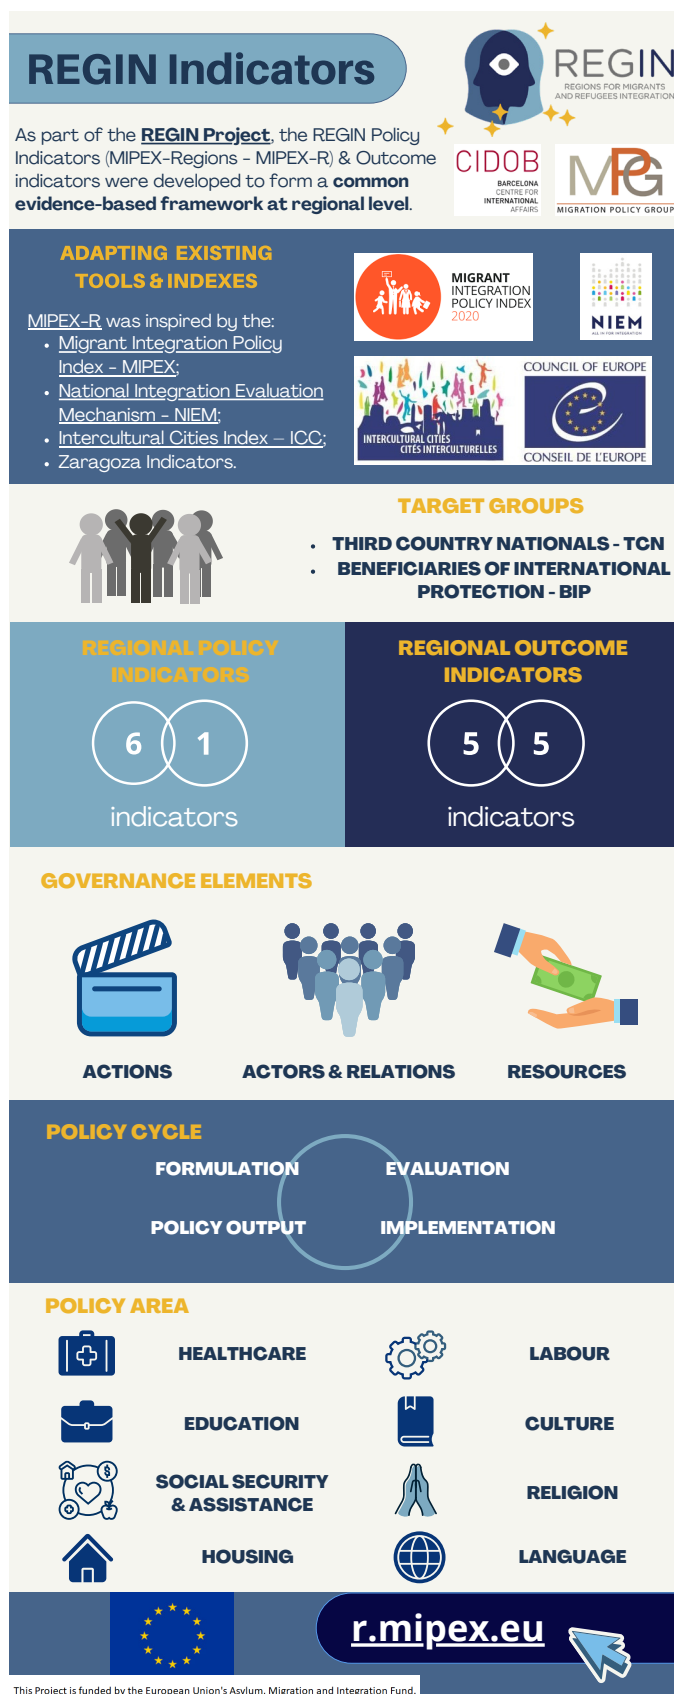 REGIN Indicators
REGIN
REGIONS FOR MIGRANTS
AND REFUGEES INTEGRATION
As part of the REGIN Project, the REGIN Policy
Indicators (MIPEX-Regions - MIPEX-R) & Outcome
indicators were developed to form a common
evidence-based framework at regional level.
CIDOB
BARCELONA
CENTRE FOR
INTERNATIONAL
AFFAIRS
MPG
MIGRATION POLICY GROUP
ADAPTING EXISTING
TOOLS & INDEXES
MIPEX-R was inspired by the:
• Migrant Integration Policy
Index - MIPEX;
• National Integration Evaluation
Mechanism - NIEM;
• Intercultural Cities Index – ICC;
• Zaragoza Indicators.
MIGRANT
INTEGRATION
POLICY INDEX
2020
NIEM
ALL IN FOR INTEGRATION
INTERCULTURAL CITIES
CITÉS INTERCULTURELLES
COUNCIL OF EUROPE
CONSEIL DE L'EUROPE
TARGET GROUPS
• THIRD COUNTRY NATIONALS - TCN
• BENEFICIARIES OF INTERNATIONAL
PROTECTION - BIP
REGIONAL POLICY
INDICATORS
6 1
indicators
REGIONAL OUTCOME
INDICATORS
5 5
indicators
GOVERNANCE ELEMENTS
ACTIONS
ACTORS & RELATIONS
RESOURCES
POLICY CYCLE
FORMULATION
EVALUATION
POLICY OUTPUT
IMPLEMENTATION
POLICY AREA
HEALTHCARE
LABOUR
EDUCATION
CULTURE
SOCIAL SECURITY
& ASSISTANCE
RELIGION
HOUSING
LANGUAGE
r.mipex.eu
This Project is funded by the European Union's Asylum, Migration and Integration Fund.